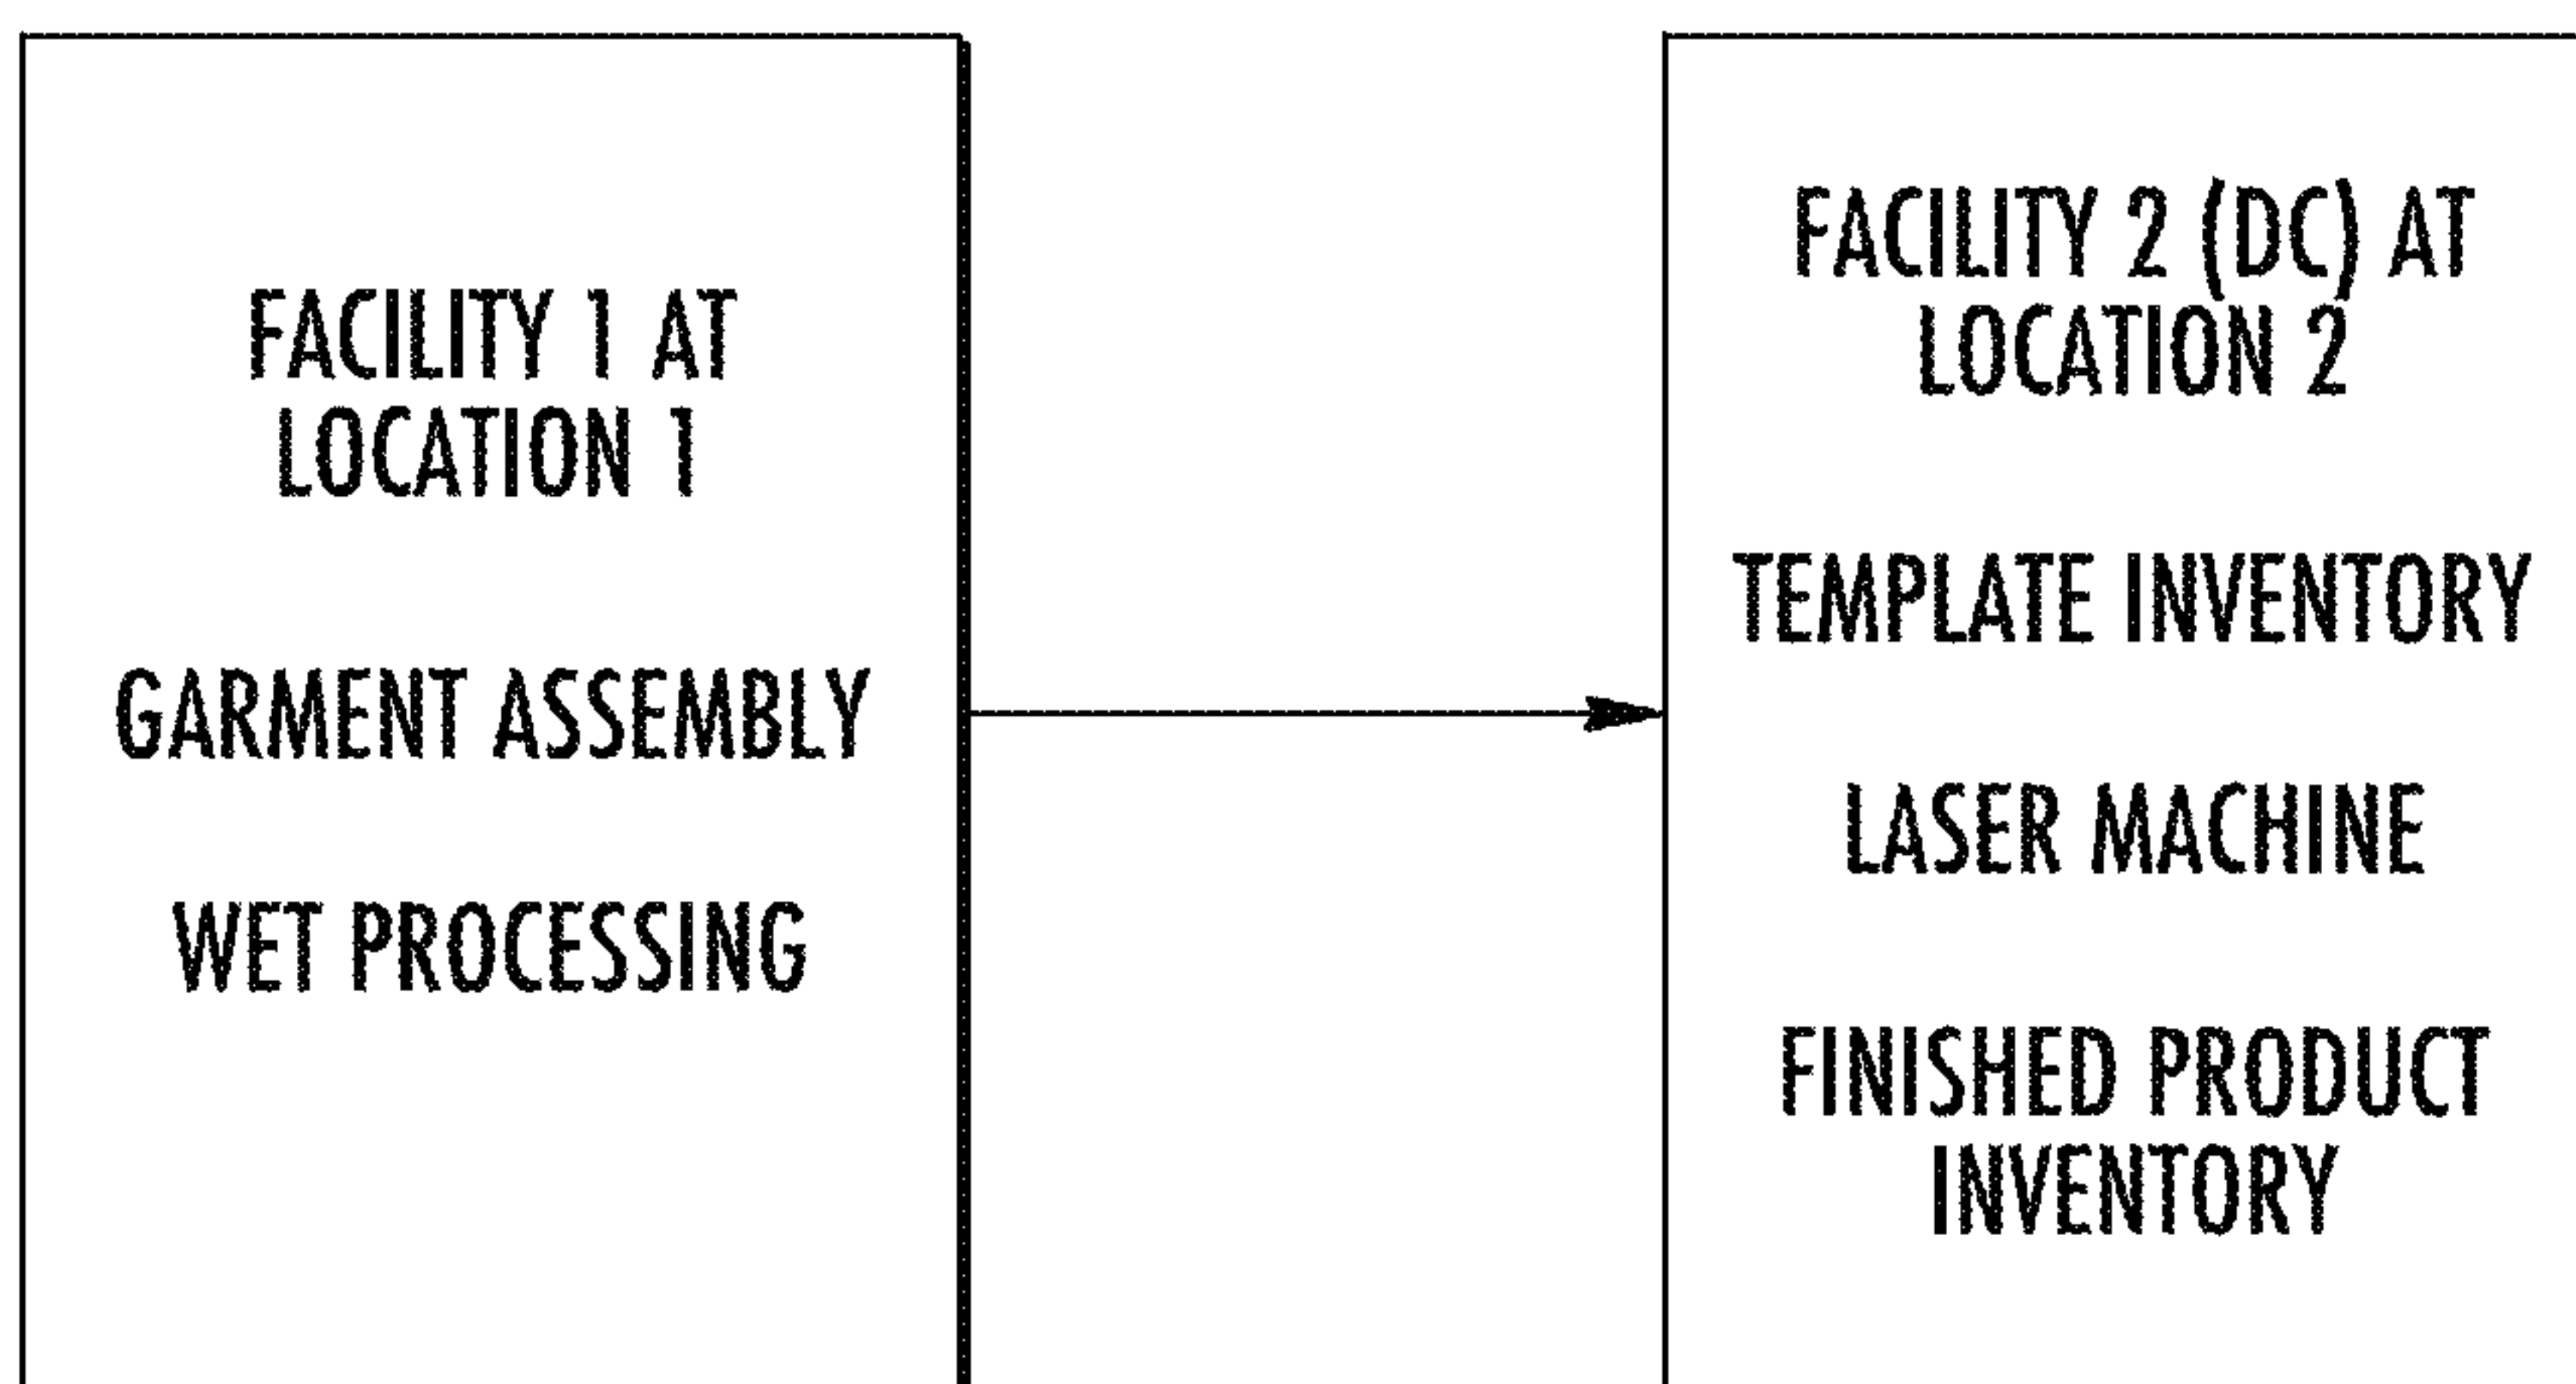 FACILITY 1 AT
LOCATION 1
GARMENT ASSEMBLY
WET PROCESSING
FACILITY 2 (DC) AT
LOCATION 2
TEMPLATE INVENTORY
LASER MACHINE
FINISHED PRODUCT
INVENTORY